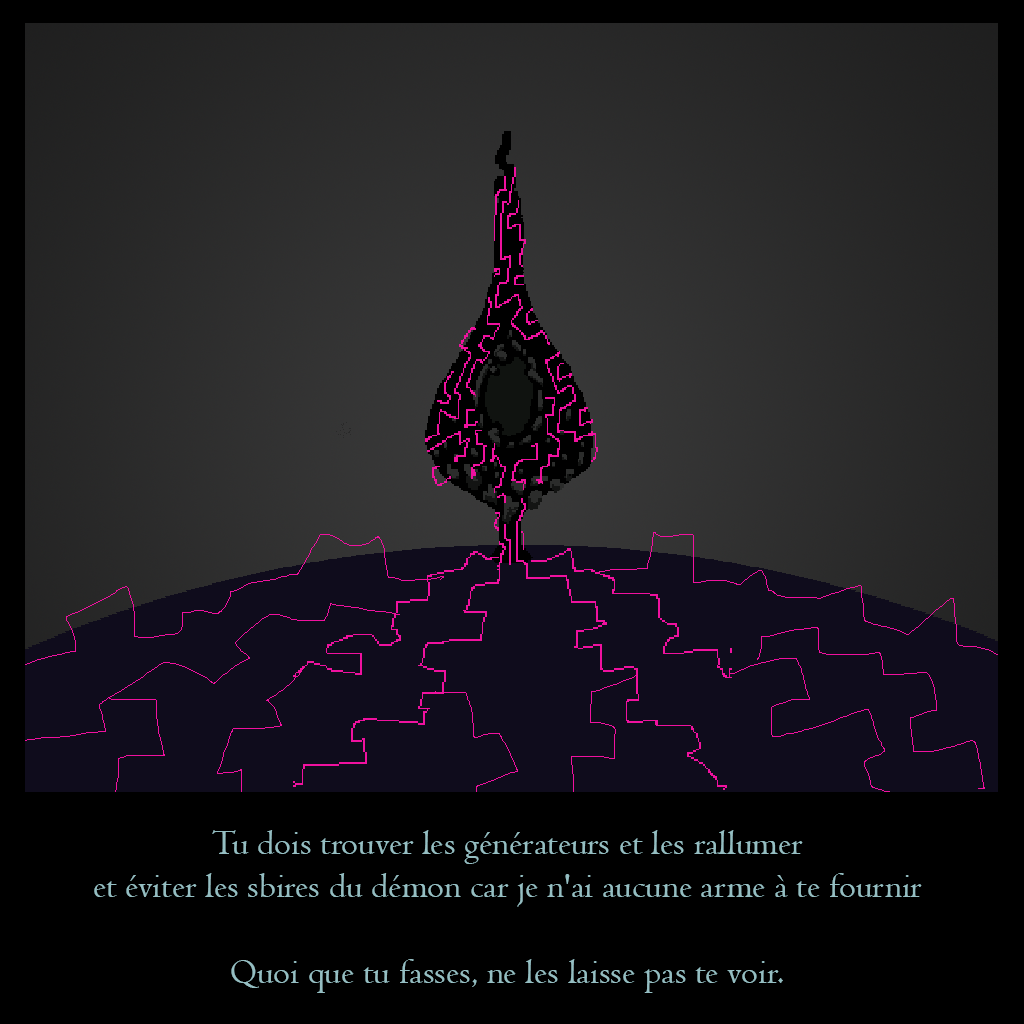 Tu dois trouver les générateurs et les rallumer
et éviter les sbires du démon car je n'ai aucune arme à te fournir
Quoi que tu fasses, ne les laisse pas te voir.